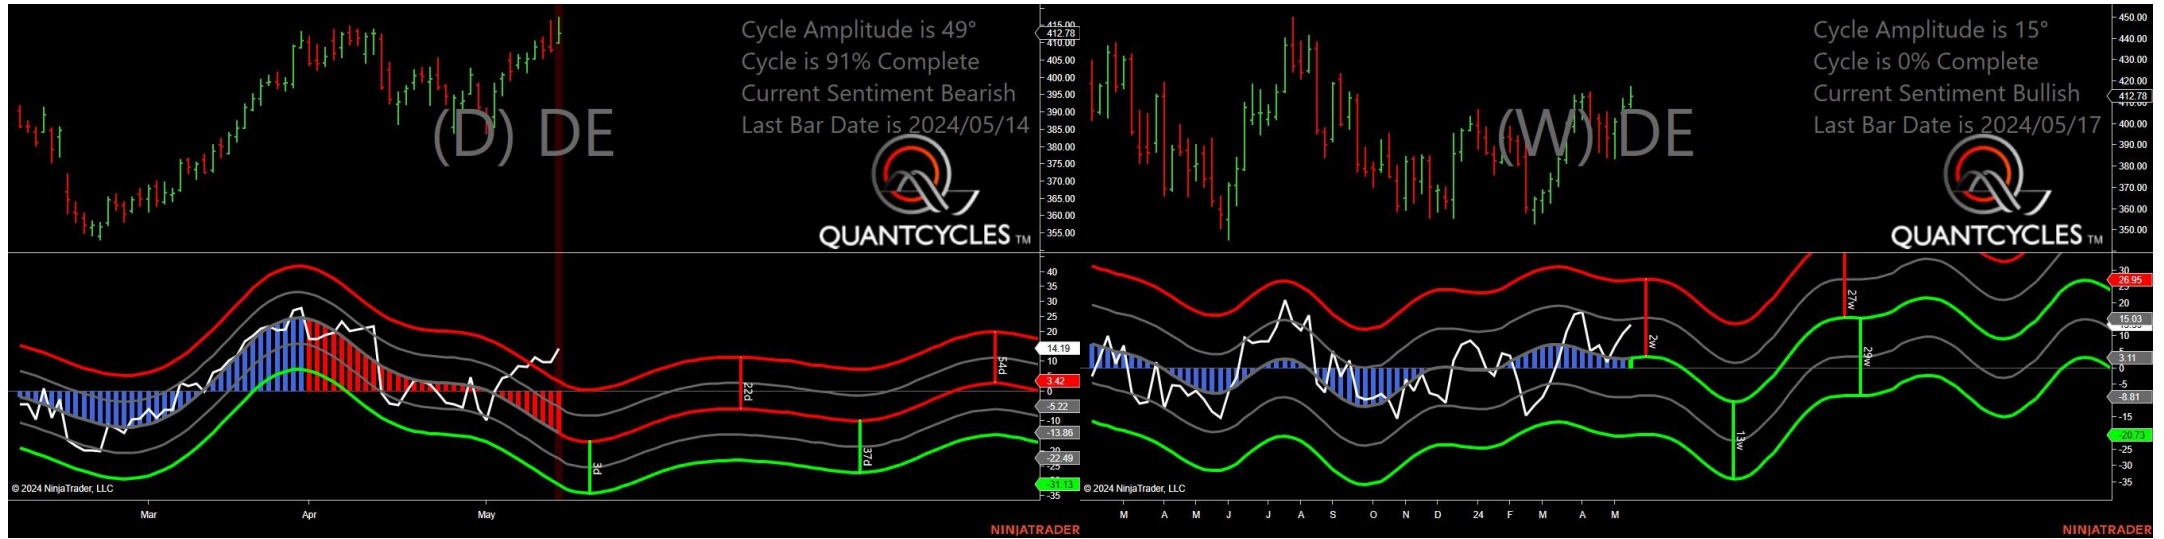 Cycle Amplitude is 49°
Cycle is 91% Complete
Current Sentiment Bearish
Last Bar Date is 2024/05/14
(D) DE
QUANTCYCLES TM
415.00
412.78
410.00
405.00
400.00
395.00
390.00
385.00
380.00
375.00
370.00
365.00
360.00
355.00
40
35
30
25
20
14.19
10
3.42
0
-5.22
-10
-13.86
-22.49
-25
-31.13
-35
3d
22d
37d
54d
© 2024 NinjaTrader, LLC
Mar Apr May
NINJATRADER
Cycle Amplitude is 15°
Cycle is 0% Complete
Current Sentiment Bullish
Last Bar Date is 2024/05/17
(W) DE
QUANTCYCLES TM
450.00
440.00
430.00
420.00
412.78
400.00
390.00
380.00
370.00
360.00
350.00
30
26.95
20
15.03
3.11
0
-5
-8.81
-15
-20.73
-25
-30
-35
2w
13w
27w
29w
© 2024 NinjaTrader, LLC
M A M J J A S O N D 24 F M A M
NINJATRADER